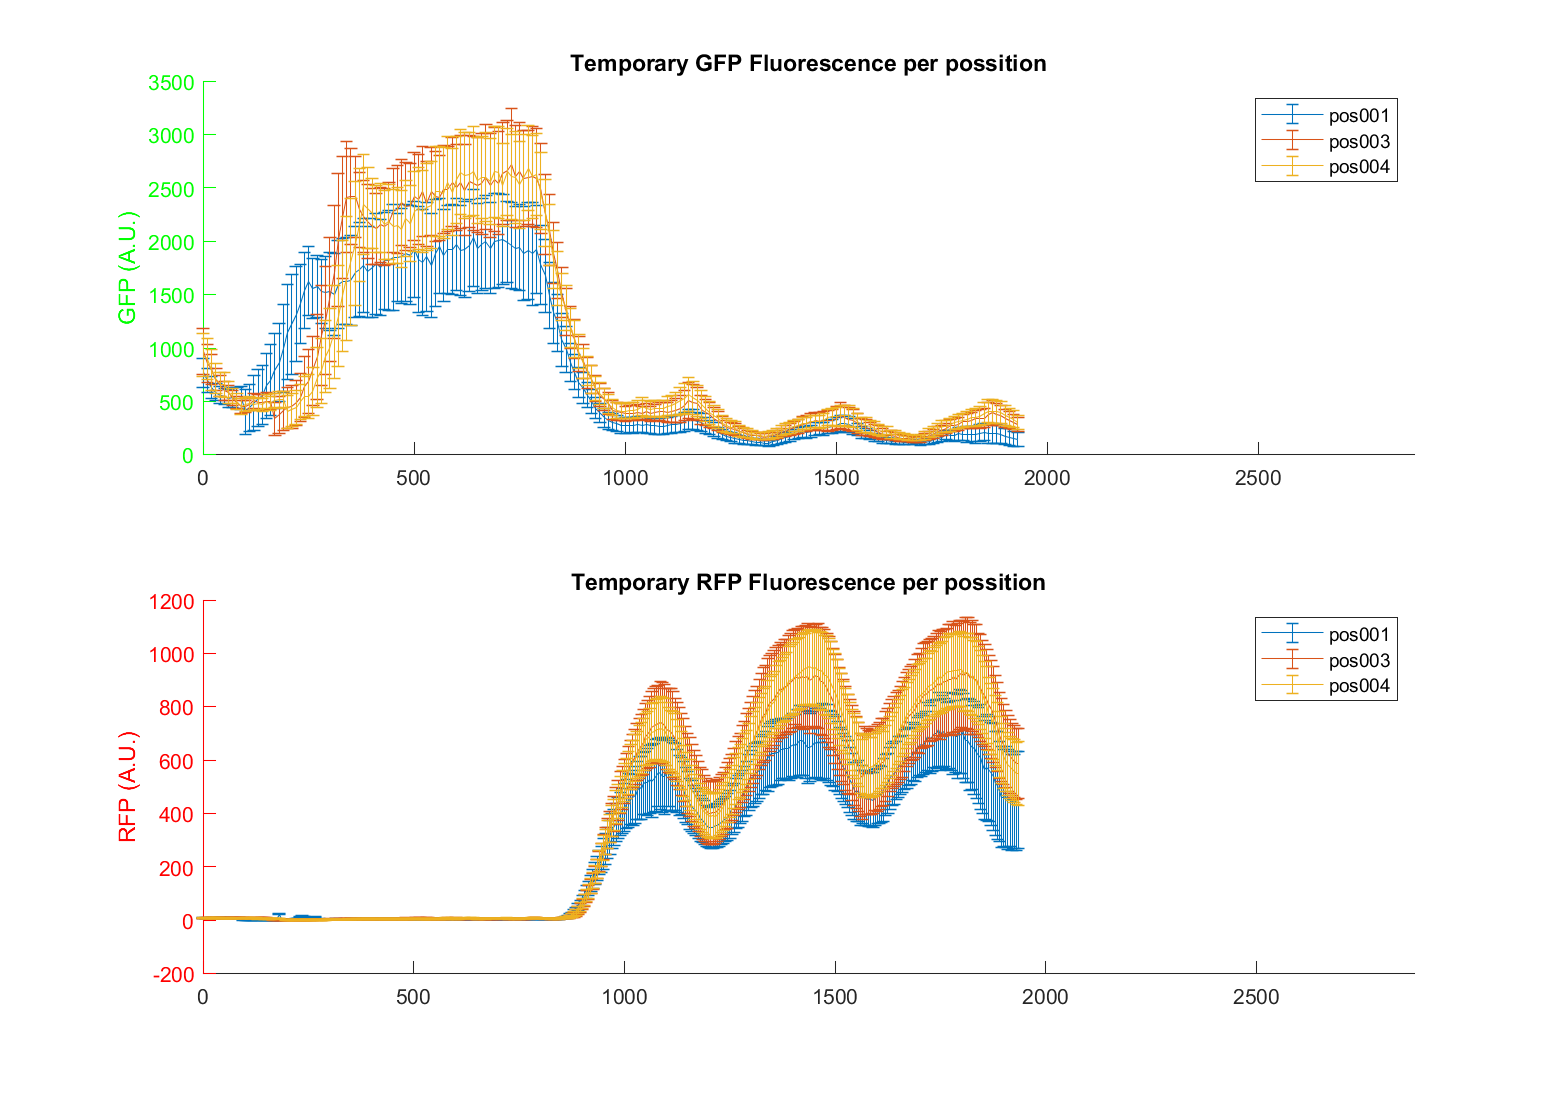 Temporary GFP Fluorescence per possition
3500
3000
2500
2000
1500
1000
500
0
GFP (A.U.)
0 500 1000 1500 2000 2500
pos001
pos003
pos004
Temporary RFP Fluorescence per possition
1200
1000
800
600
400
200
0
-200
RFP (A.U.)
0 500 1000 1500 2000 2500
pos001
pos003
pos004